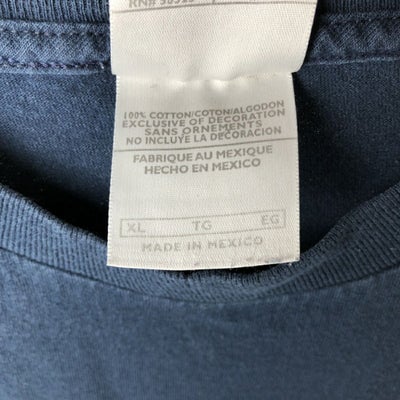 100% COTTON/COTON/ALGODON
EXCLUSIVE OF DECORATION
SANS ORNEMENTS
NO INCLUYE LA DECORACION
FABRIQUE AU MEXIQUE
HECHO EN MEXICO
XL TG EG
MADE IN MEXICO